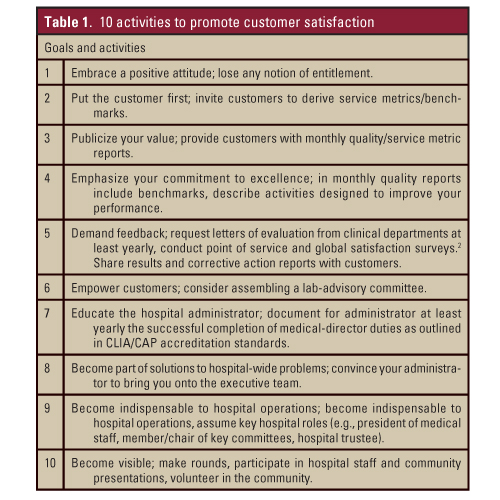 Table 1. 10 activities to promote customer satisfaction
Goals and activities
1 Embrace a positive attitude; lose any notion of entitlement.
2 Put the customer first; invite customers to derive service metrics/bench-
marks.
3 Publicize your value; provide customers with monthly quality/service metric
reports.
4 Emphasize your commitment to excellence; in monthly quality reports
include benchmarks, describe activities designed to improve your
performance.
5 Demand feedback; request letters of evaluation from clinical departments at
least yearly, conduct point of service and global satisfaction surveys.2
Share results and corrective action reports with customers.
6 Empower customers; consider assembling a lab-advisory committee.
7 Educate the hospital administrator; document for administrator at least
yearly the successful completion of medical-director duties as outlined
in CLIA/CAP accreditation standards.
8 Become part of solutions to hospital-wide problems; convince your administra-
tor to bring you onto the executive team.
9 Become indispensable to hospital operations; become indispensable to
hospital operations, assume key hospital roles (e.g., president of medical
staff, member/chair of key committees, hospital trustee).
10 Become visible; make rounds, participate in hospital staff and community
presentations, volunteer in the community.